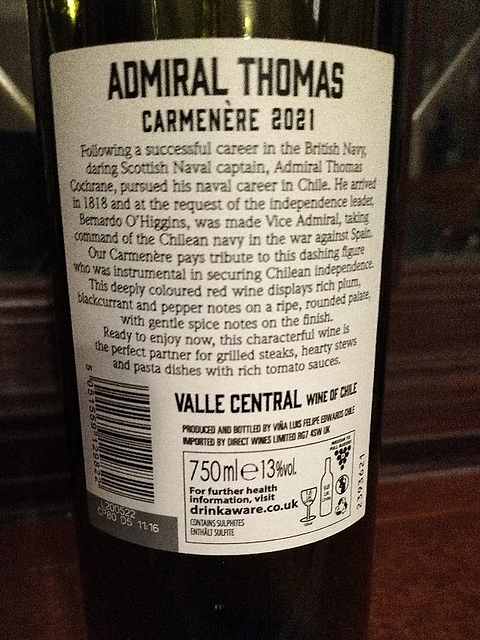 ADMIRAL THOMAS
CARMENÈRE 2021
Following a successful career in the British Navy,
daring Scottish Naval captain, Admiral Thomas
Cochrane, pursued his naval career in Chile. He arrived
in 1818 and at the request of the independence leader,
Bernardo O'Higgins, was made Vice Admiral, taking
command of the Chilean navy in the war against Spain.
Our Carmenère pays tribute to this dashing figure
who was instrumental in securing Chilean independence.
This deeply coloured red wine displays rich plum,
blackcurrant and pepper notes on a ripe, rounded palate,
with gentle spice notes on the finish.
Ready to enjoy now, this characterful wine is
the perfect partner for grilled steaks, hearty stews
and pasta dishes with rich tomato sauces.
VALLE CENTRAL WINE OF CHILE
PRODUCED AND BOTTLED BY VIÑA LUIS FELIPE EDWARDS CHILE
IMPORTED BY DIRECT WINES LIMITED RG7 4SW UK
750ml e 13%vol.
For further health
information, visit
drinkaware.co.uk
CONTAINS SULPHITES
ENTHÄLT SULFITE
2393621
L200522
CP80 D5 11:16